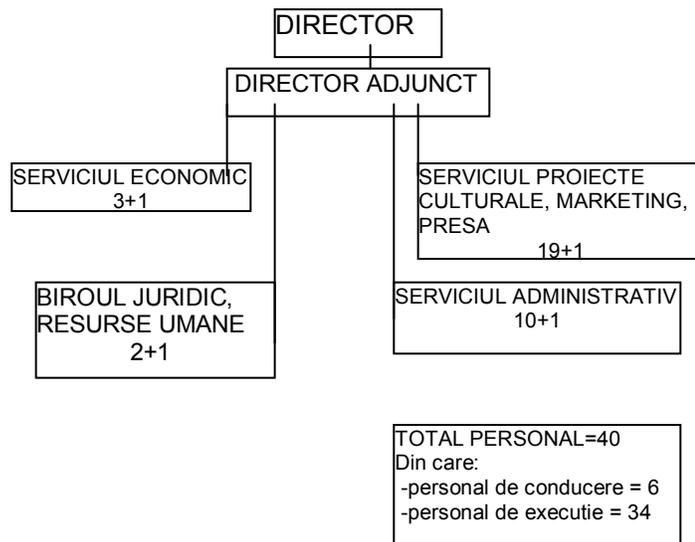 DIRECTOR
DIRECTOR ADJUNCT
SERVICIUL ECONOMIC
3+1
SERVICIUL PROIECTE
CULTURALE, MARKETING,
PRESA
19+1
BIROUL JURIDIC,
RESURSE UMANE
2+1
SERVICIUL ADMINISTRATIV
10+1
TOTAL PERSONAL=40
Din care:
-personal de conducere = 6
-personal de executie = 34